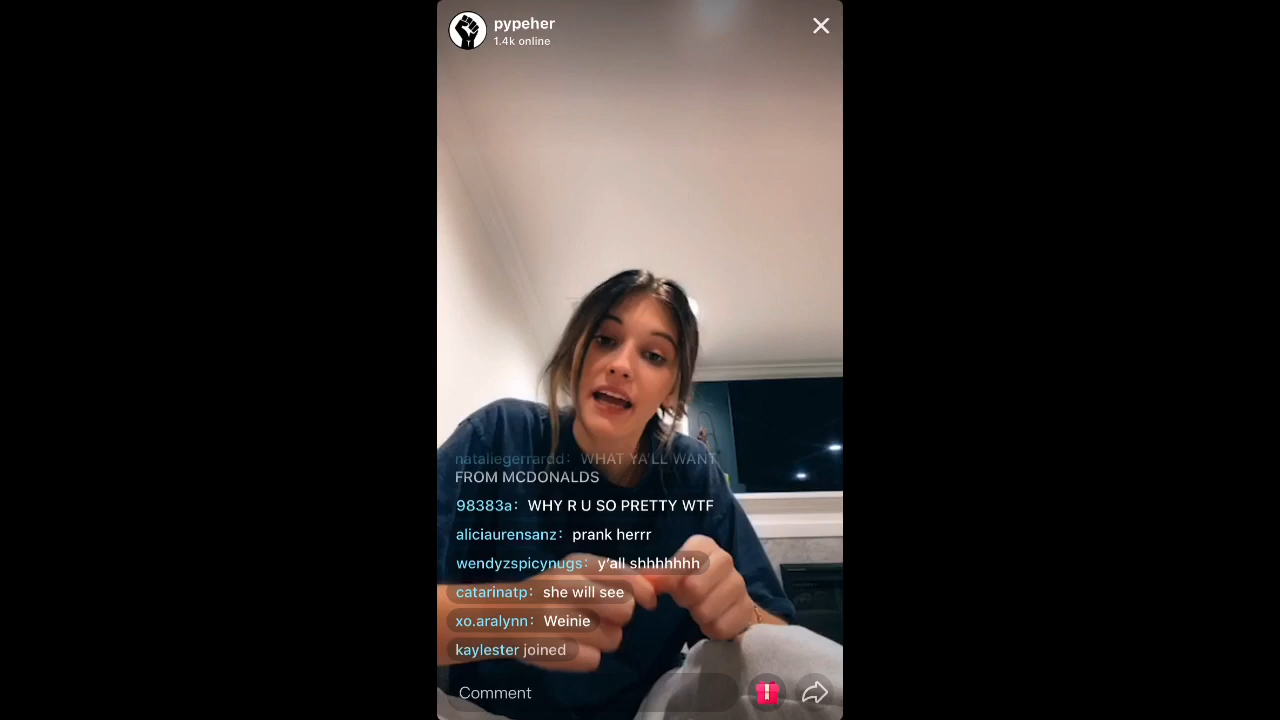 pypeher
1.4k online
nataliegerrardd: WHAT YA'LL WANT
FROM MCDONALDS
98383a: WHY R U SO PRETTY WTF
aliciaurensanz: prank herrr
wendyzspicynugs: y'all shhhhhhh
catarinatp: she will see
xo.aralynn: Weinie
kaylester joined
Comment